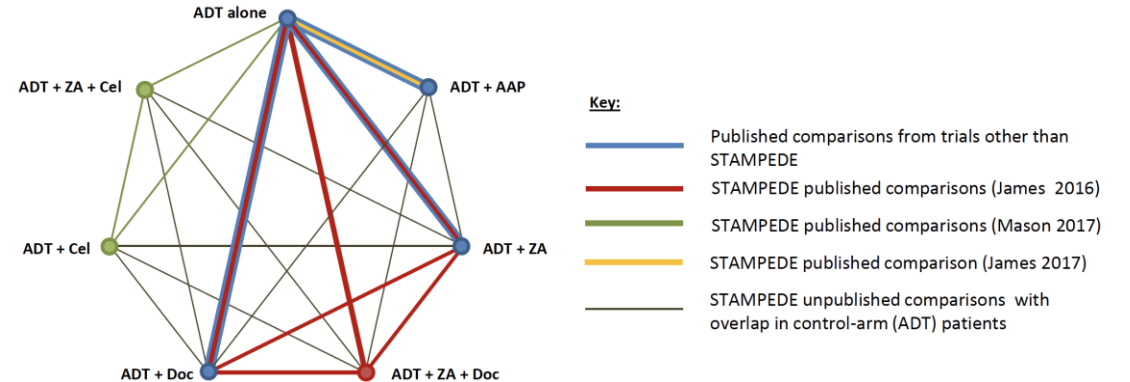 ADT alone
ADT + ZA + Cel
ADT + AAP
ADT + Cel
ADT + ZA
ADT + Doc
ADT + ZA + Doc
Key:
Published comparisons from trials other than
STAMPEDE
STAMPEDE published comparisons (James 2016)
STAMPEDE published comparisons (Mason 2017)
STAMPEDE published comparison (James 2017)
STAMPEDE unpublished comparisons with
overlap in control-arm (ADT) patients